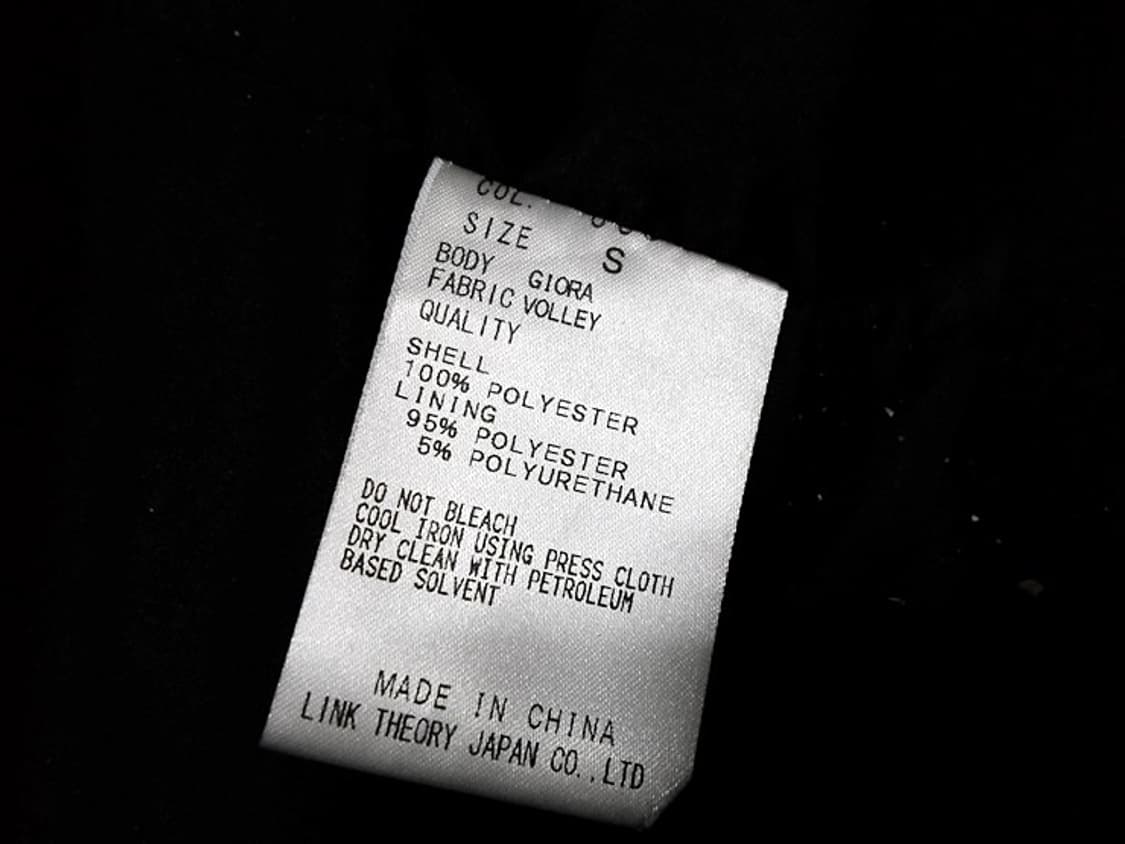 COL.
SIZE S
BODY GIORA
FABRIC VOLLEY
QUALITY
SHELL
100% POLYESTER
LINING
95% POLYESTER
5% POLYURETHANE
DO NOT BLEACH
COOL IRON USING PRESS CLOTH
DRY CLEAN WITH PETROLEUM
BASED SOLVENT
MADE IN CHINA
LINK THEORY JAPAN CO.,LTD